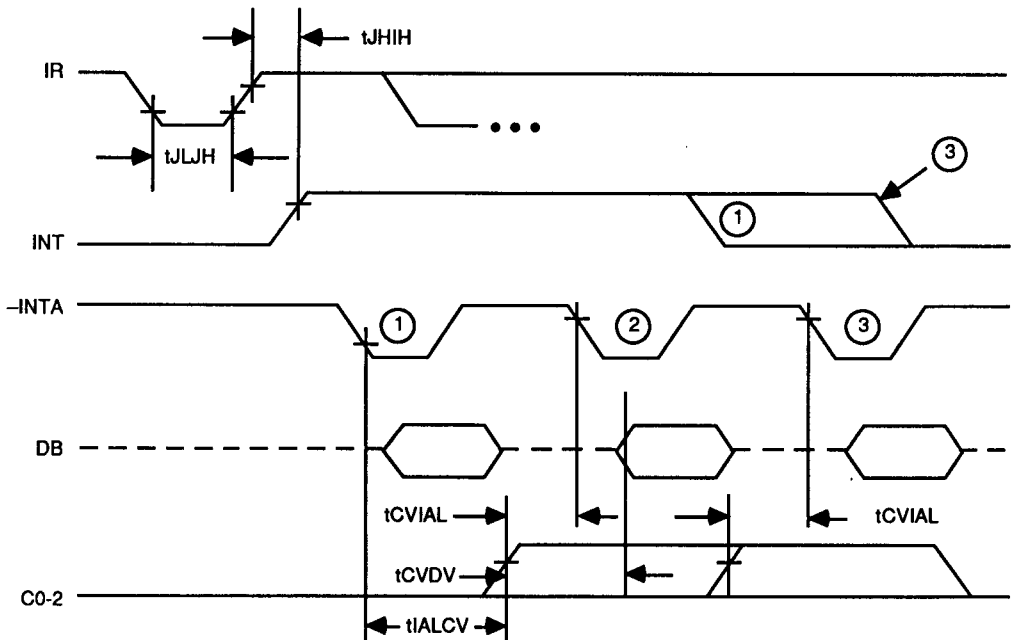 tJHIH
IR
• • •
tJLJH
3
1
INT
–INTA
1
2
3
DB
tCVIAL
tCVIAL
tCVDV
C0-2
tIALCV